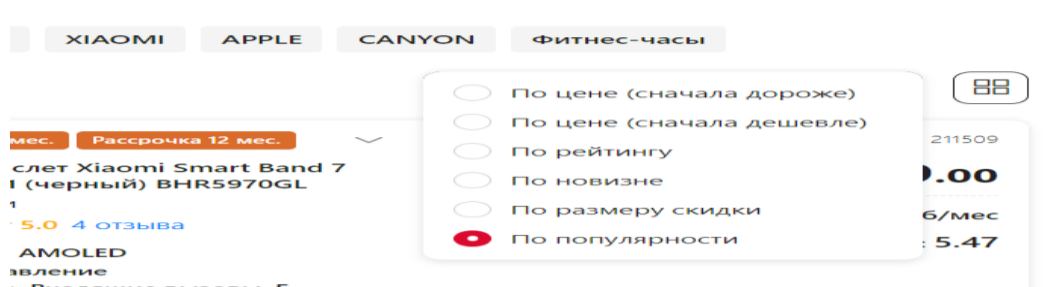 XIAOMI APPLE CANYON Фитнес-часы
По цене (сначала дороже)
По цене (сначала дешевле)
По рейтингу
По новизне
По размеру скидки
По популярности
мес. Рассрочка 12 мес.
слет Xiaomi Smart Band 7
(черный) BHR5970GL
5.0 4 отзыва
AMOLED
211509
.00
б/мес
5.47